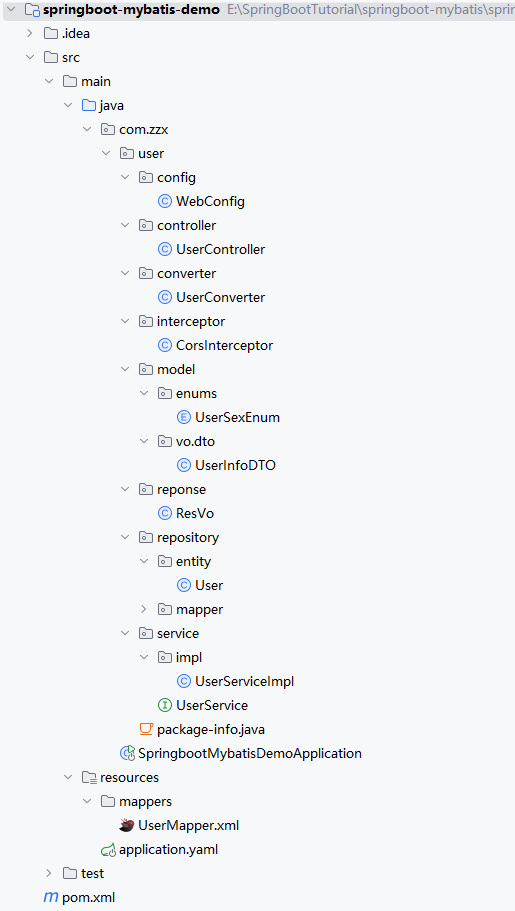 springboot-mybatis-demo E:\SpringBootTutorial\springboot-mybatis\sprin
.idea
src
main
java
com.zzx
user
config
WebConfig
controller
UserController
converter
UserConverter
interceptor
CorsInterceptor
model
enums
UserSexEnum
vo.dto
UserInfoDTO
reponse
ResVo
repository
entity
User
mapper
service
impl
UserServiceImpl
UserService
package-info.java
SpringbootMybatisDemoApplication
resources
mappers
UserMapper.xml
application.yaml
test
pom.xml